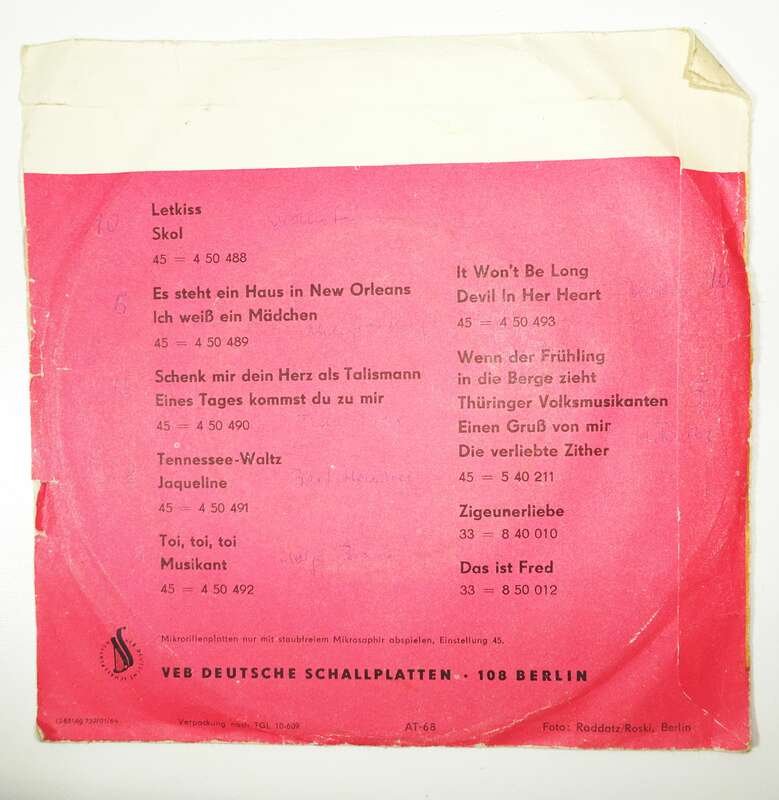 Letkiss
Skol
45 = 4 50 488
Es steht ein Haus in New Orleans
Ich weiß ein Mädchen
45 = 4 50 489
Schenk mir dein Herz als Talismann
Eines Tages kommst du zu mir
45 = 4 50 490
Tennessee-Waltz
Jaqueline
45 = 4 50 491
Toi, toi, toi
Musikant
45 = 4 50 492
It Won't Be Long
Devil In Her Heart
45 = 4 50 493
Wenn der Frühling
in die Berge zieht
Thüringer Volksmusikanten
Einen Gruß von mir
Die verliebte Zither
45 = 5 40 211
Zigeunerliebe
33 = 8 40 010
Das ist Fred
33 = 8 50 012
Mikrorillenplatten nur mit staubfreiem Mikrosaphir abspielen, Einstellung 45.
VEB DEUTSCHE SCHALLPLATTEN · 108 BERLIN
Verpackung nach TGL 10-609
AT-68
Foto: Raddatz/Roski, Berlin